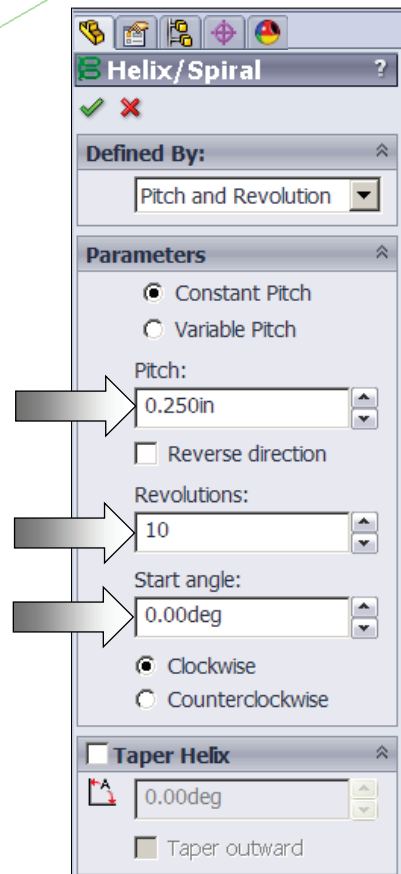 Helix/Spiral ?
Defined By:
Pitch and Revolution
Parameters
Constant Pitch
Variable Pitch
Pitch:
0.250in
Reverse direction
Revolutions:
10
Start angle:
0.00deg
Clockwise
Counterclockwise
Taper Helix
A
0.00deg
Taper outward